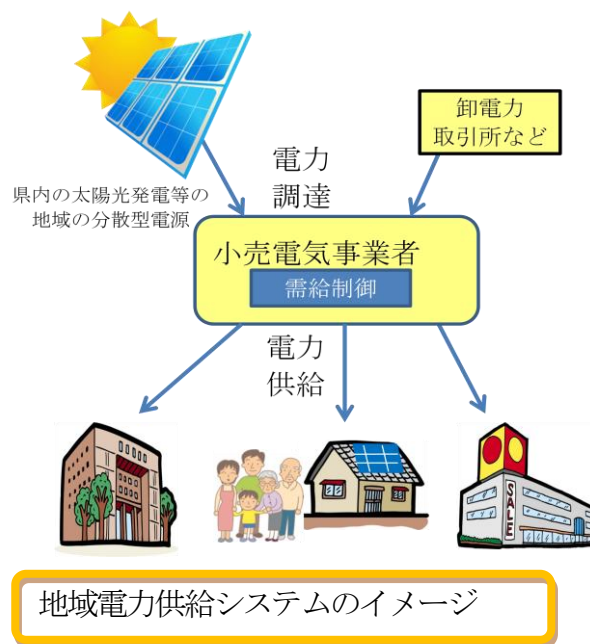 卸電力
取引所など
電力
調達
県内の太陽光発電等の
地域の分散型電源
小売電気事業者
需給制御
電力
供給
SALE
地域電力供給システムのイメージ